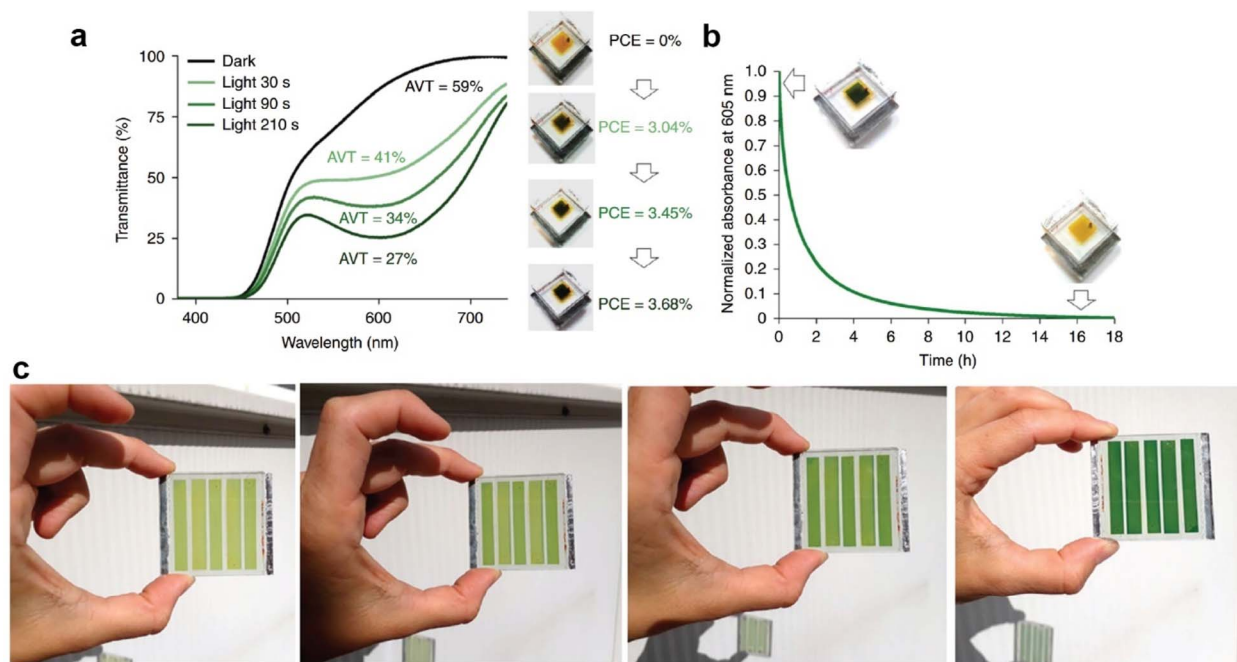 a
Dark
Light 30 s
Light 90 s
Light 210 s
AVT = 59%
AVT = 41%
AVT = 34%
AVT = 27%
100
75
50
25
0
Transmittance (%)
400
500
600
700
Wavelength (nm)
PCE = 0%
PCE = 3.04%
PCE = 3.45%
PCE = 3.68%
b
Normalized absorbance at 605 nm
1.0
0.9
0.8
0.7
0.6
0.5
0.4
0.3
0.2
0.1
0
0
2
4
6
8
10
12
14
16
18
Time (h)
c